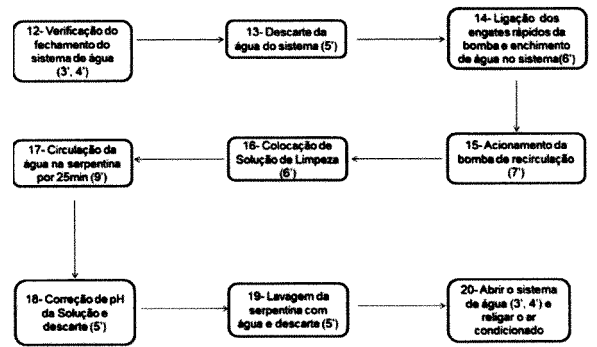 12- Verificação do
fechamento do
sistema de água
(3', 4')
13- Descarte da
água do sistema (5')
14- Ligação dos
engates rápidos da
bomba e enchimento
de água no sistema(6')
15- Acionamento da
bomba de recirculação
(7')
16- Colocação de
Solução de Limpeza
(6')
17- Circulação da
água na serpentina
por 25min (9')
18- Correção de pH
da Solução e
descarte (5')
19- Lavagem da
serpentina com
água e descarte (5')
20- Abrir o sistema
de água (3', 4') e
religar o ar
condicionado